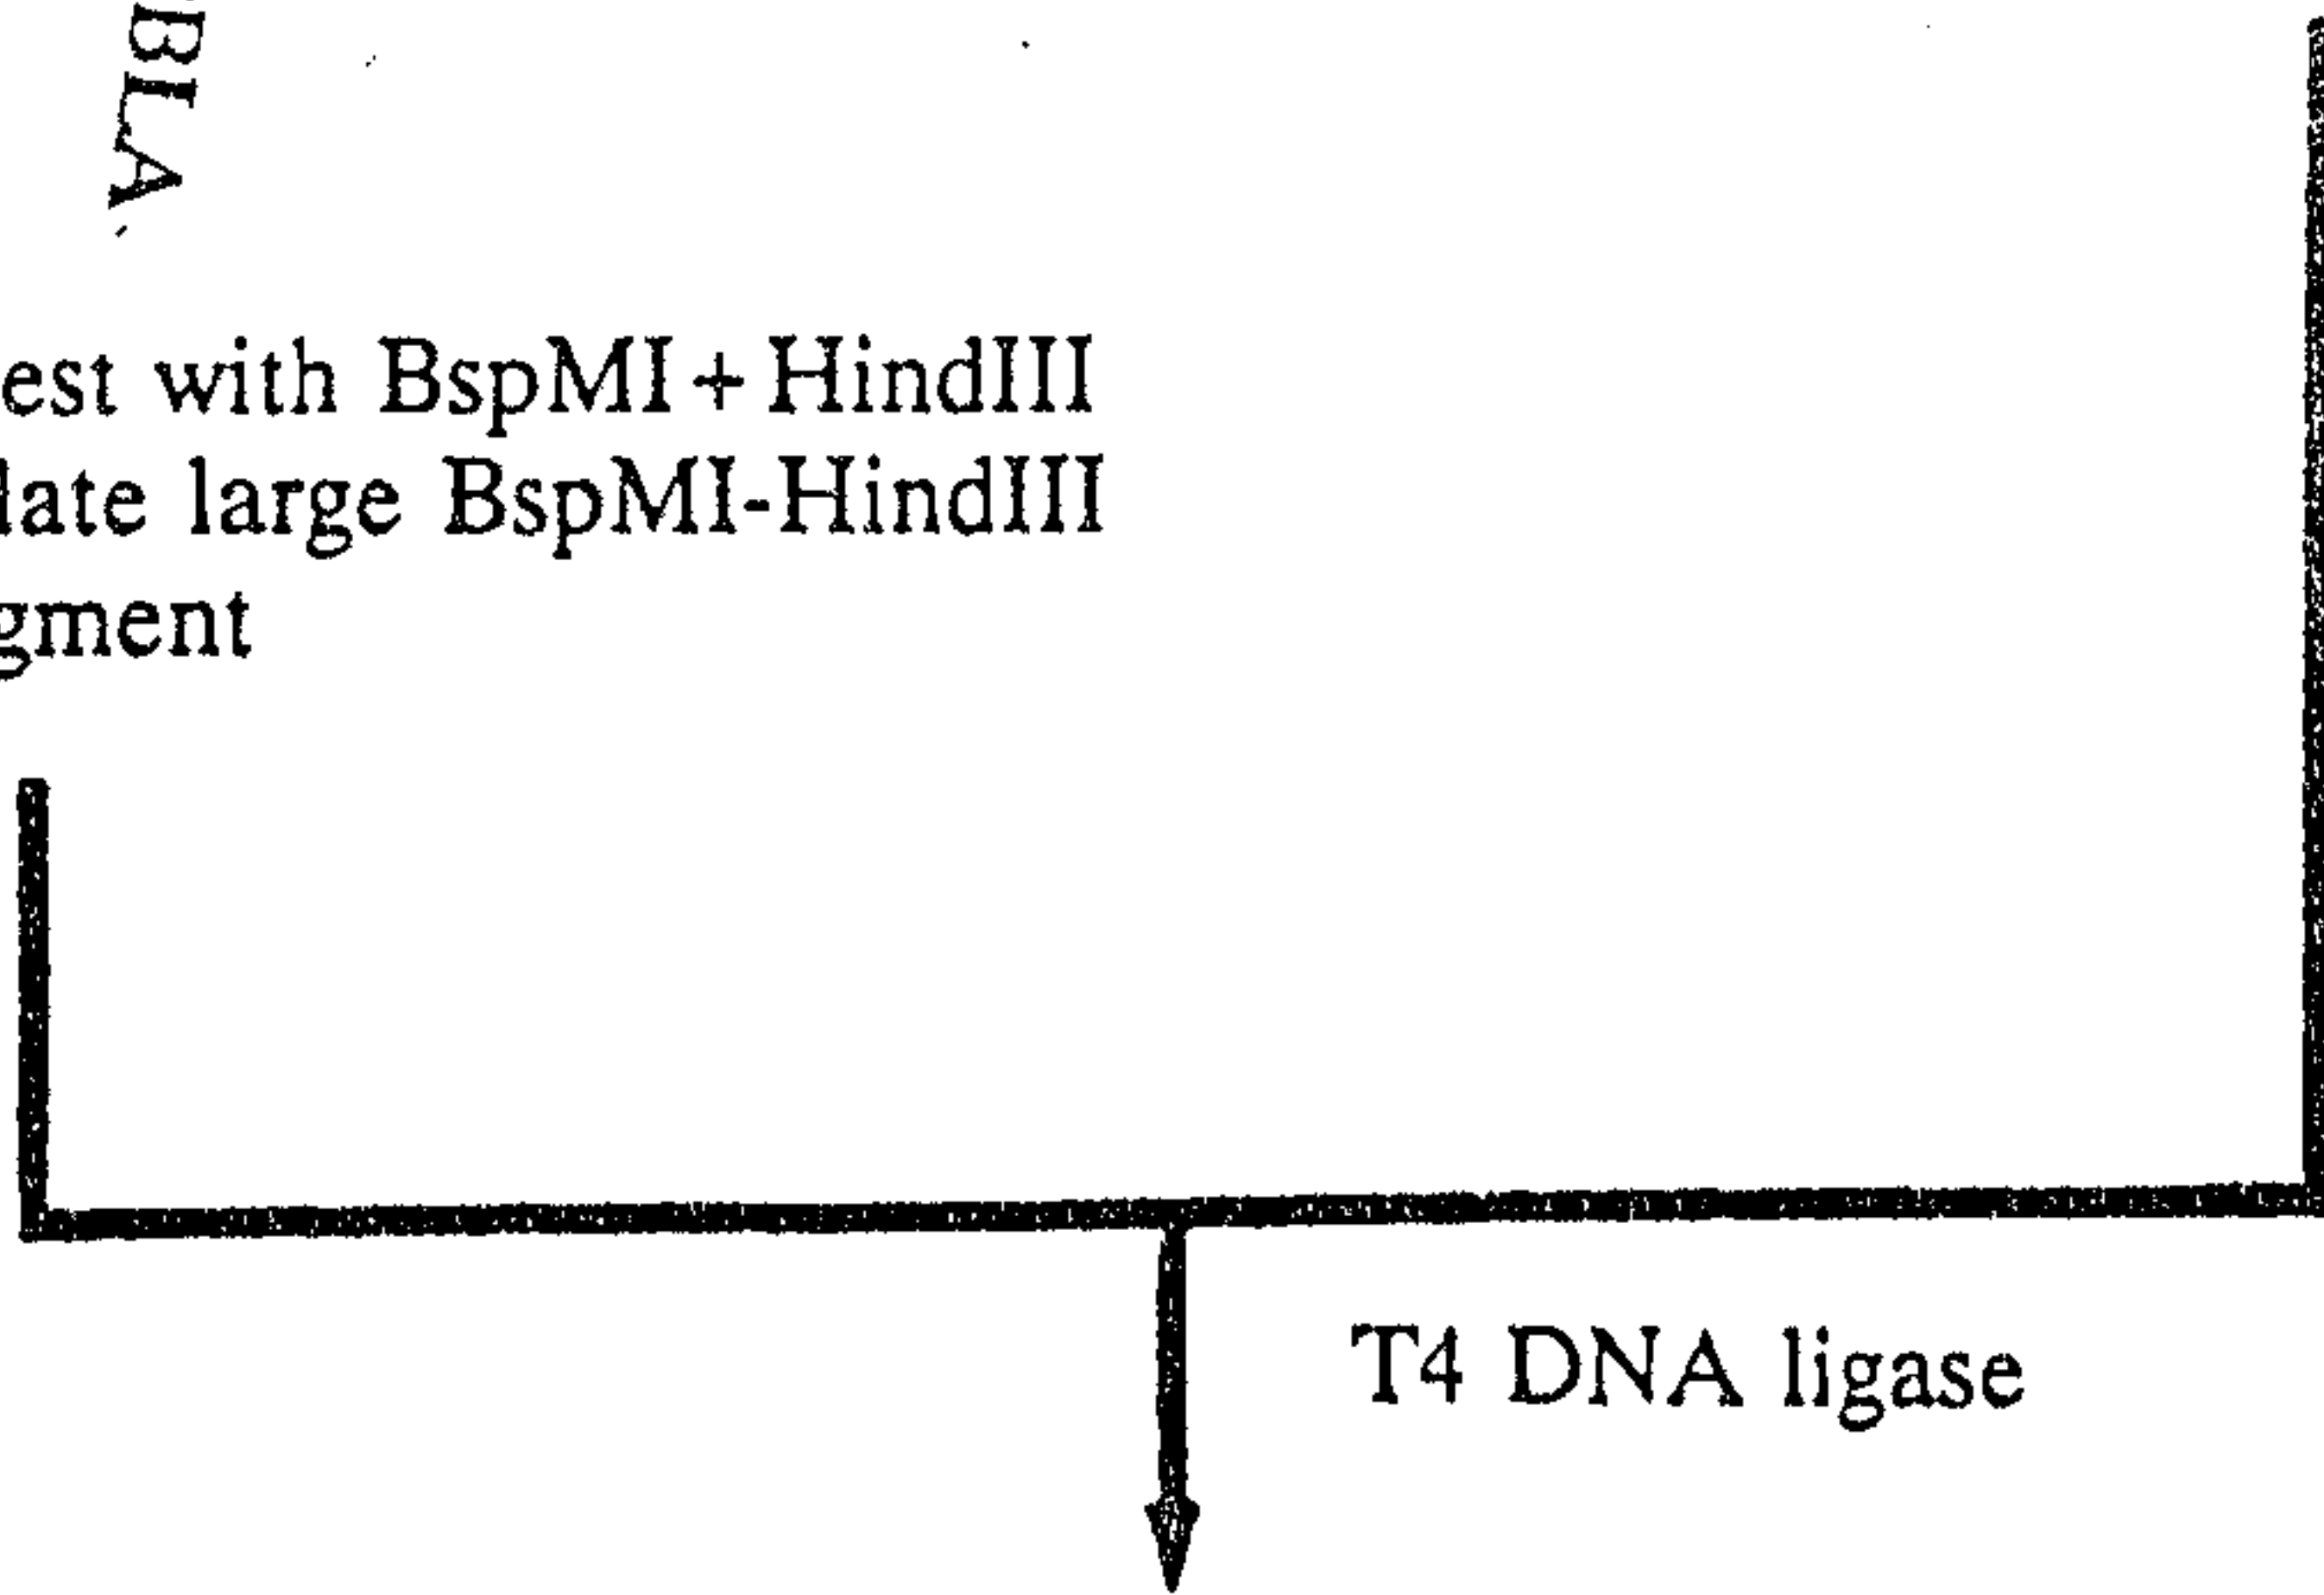 BLA
est with BspMI+HindIII
late large BspMI-HindIII
gment
T4 DNA ligase